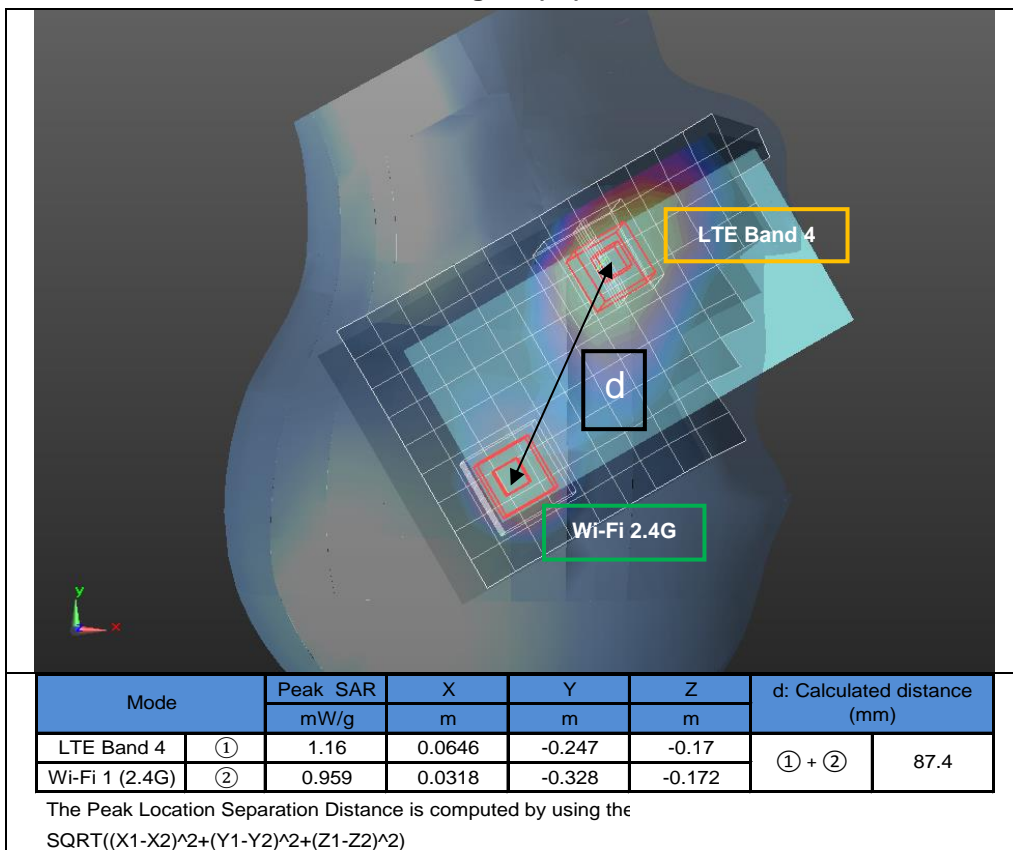 LTE Band 4
d
Wi-Fi 2.4G
y
x
Mode Peak SAR X Y Z d: Calculated distance
mW/g m m m (mm)
LTE Band 4 ① 1.16 0.0646 -0.247 -0.17 ① + ② 87.4
Wi-Fi 1 (2.4G) ② 0.959 0.0318 -0.328 -0.172
The Peak Location Separation Distance is computed by using the
SQRT((X1-X2)^2+(Y1-Y2)^2+(Z1-Z2)^2)